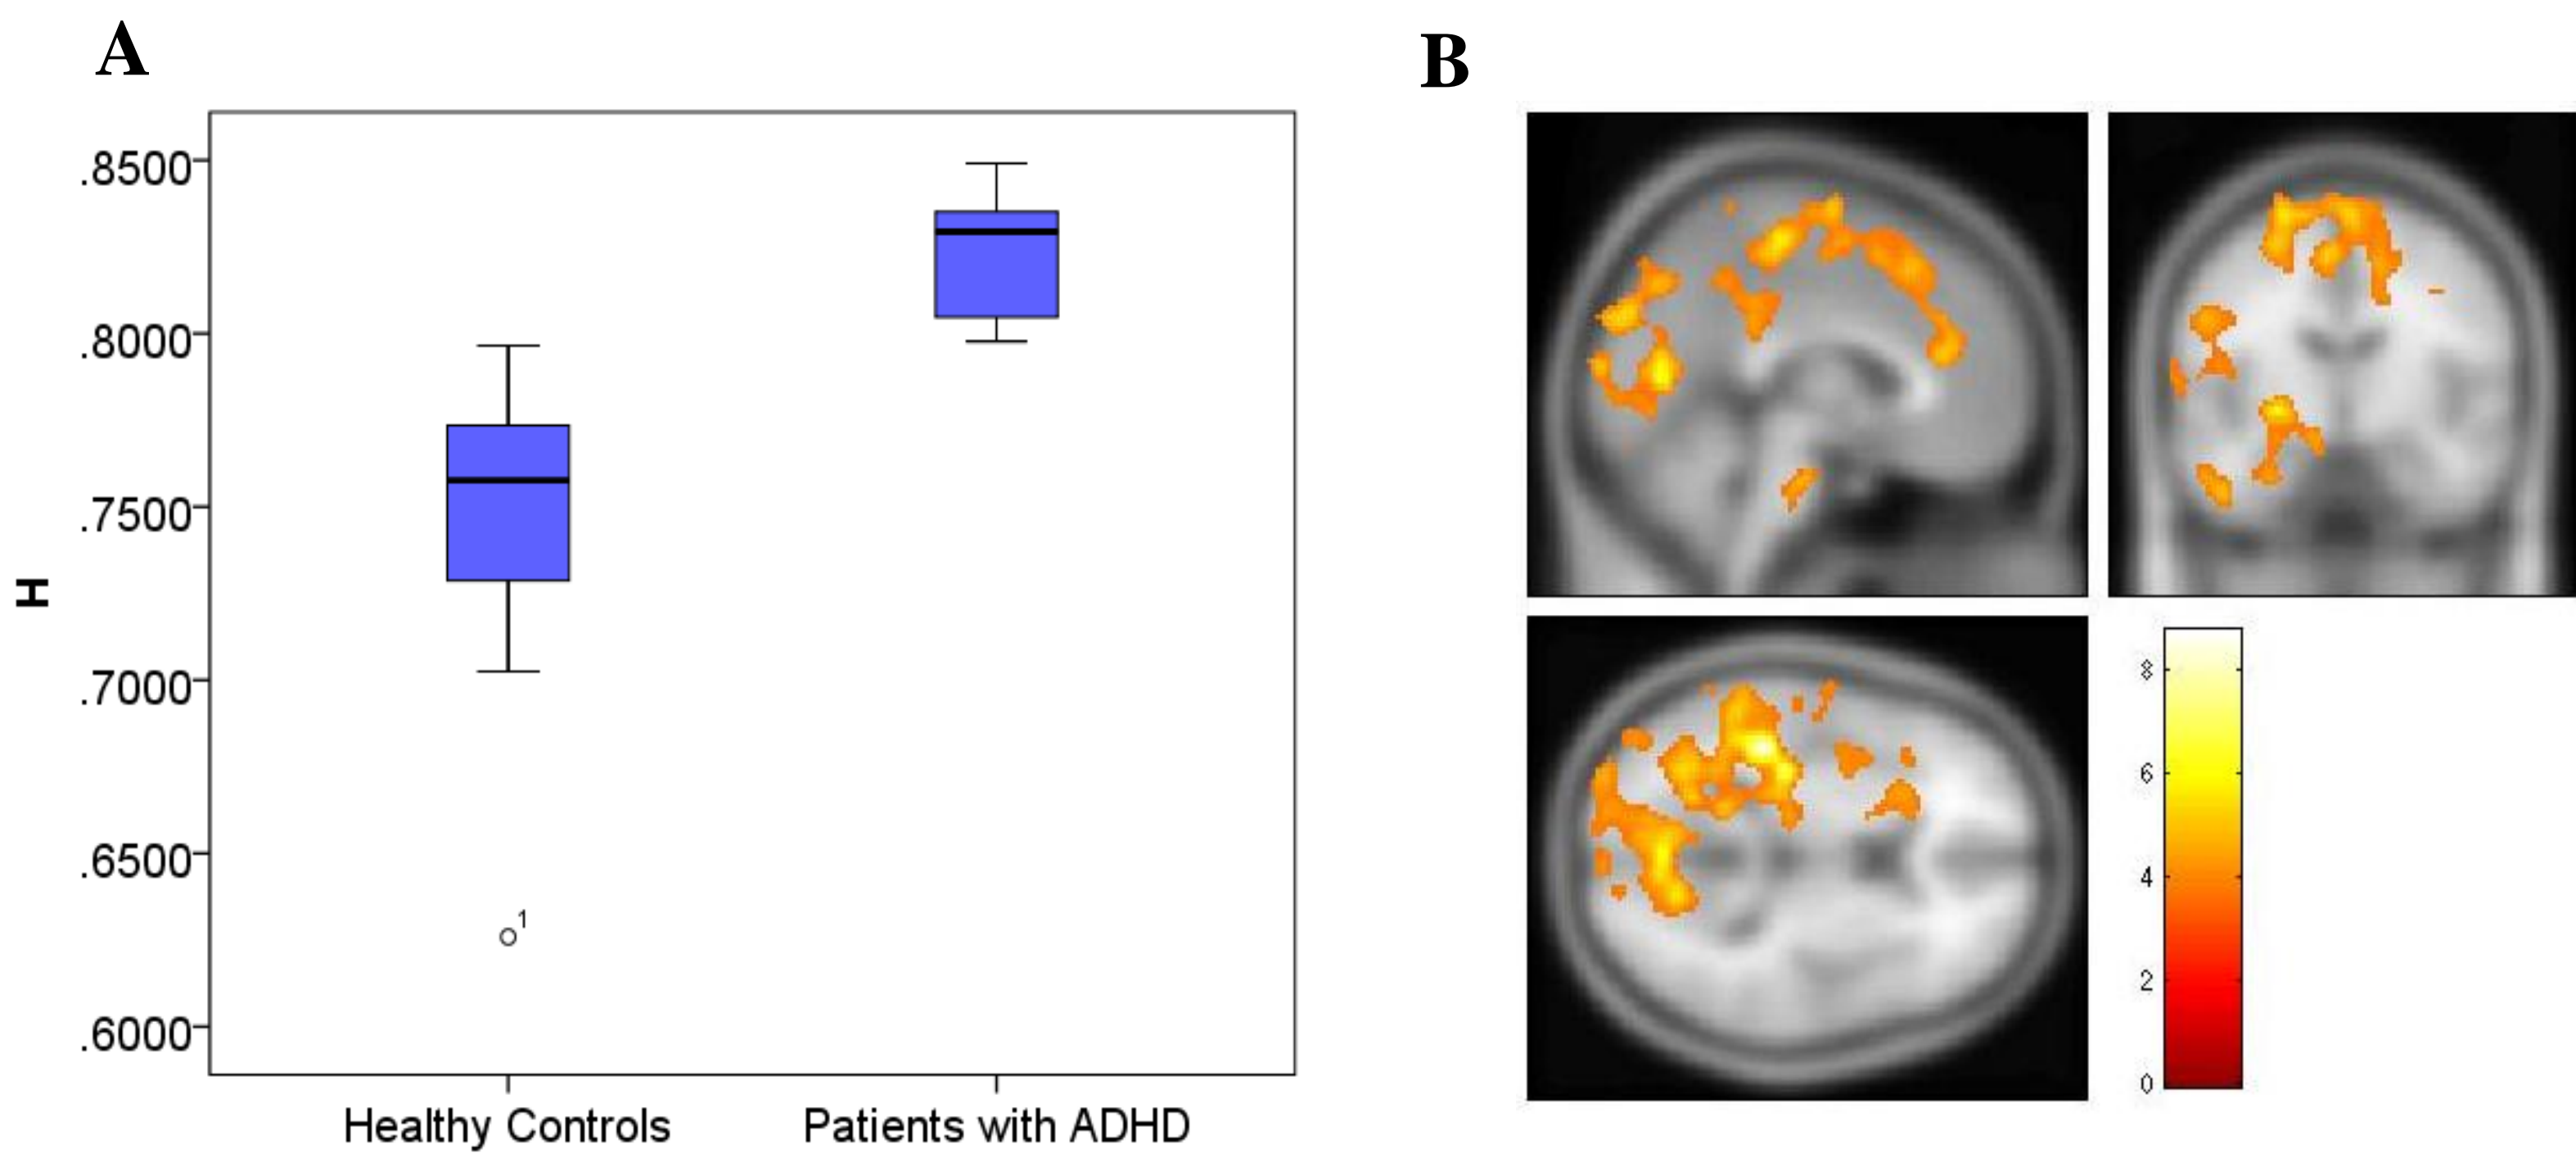 A
B
.8500
.8000
.7500
.7000
.6500
.6000
H
1
Healthy Controls
Patients with ADHD
8
6
4
2
0